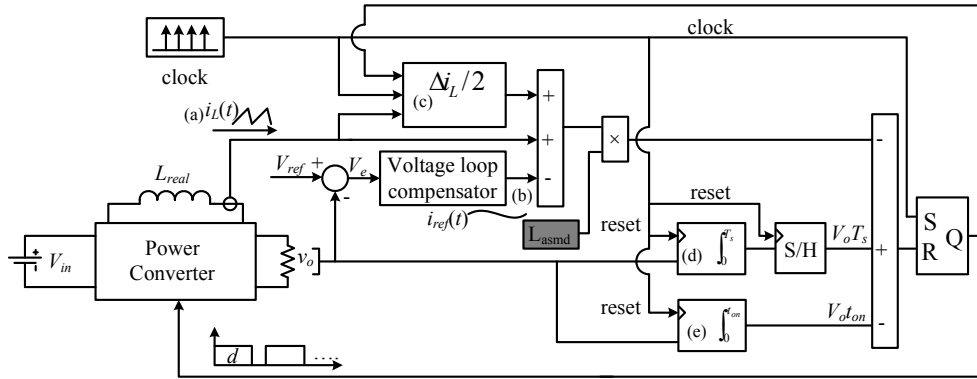 clock
clock
(a) i_L(t)
Δi_L/2
(c)
+
+
-
×
-
V_ref +
V_e
-
Voltage loop
compensator
(b)
i_ref(t)
L_asmd
L_real
Power
Converter
V_in
v_o
reset
reset
(d) ∫_0^{T_s}
S/H
V_oT_s
+
S
R
Q
reset
(e) ∫_0^{t_on}
V_ot_on
-
d
....